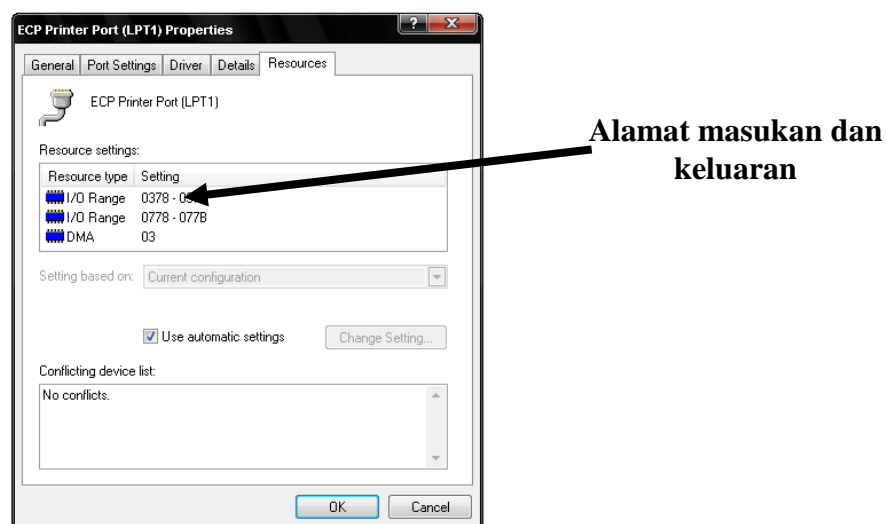 ECP Printer Port (LPT1) Properties
General Port Settings Driver Details Resources
ECP Printer Port (LPT1)
Alamat masukan dan
keluaran
Resource settings:
Resource type Setting
I/O Range 0378 -
I/O Range 0778 - 077B
DMA 03
Setting based on: Current configuration
Use automatic settings Change Setting...
Conflicting device list:
No conflicts.
OK Cancel